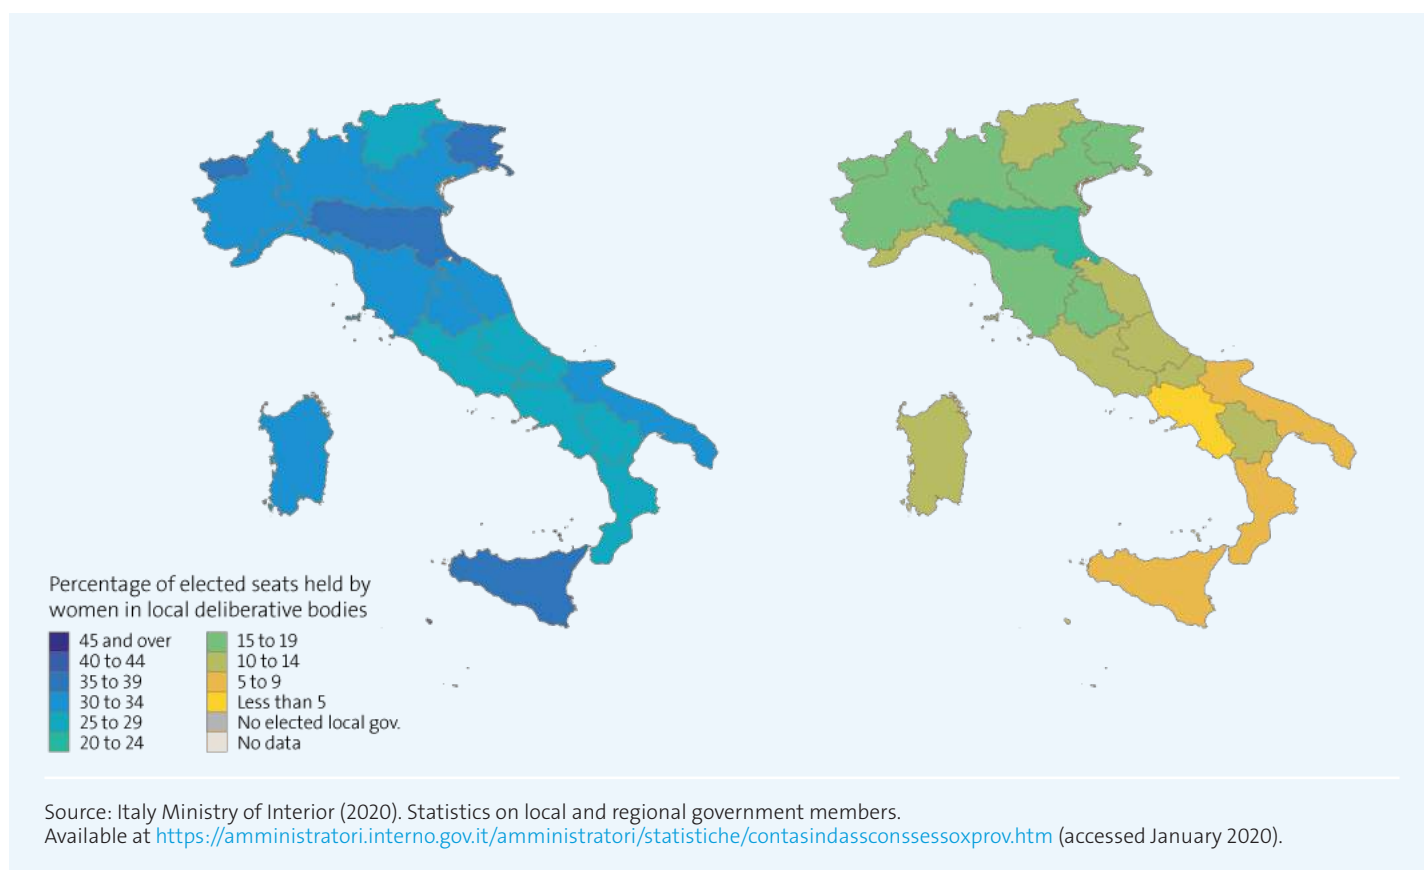 Percentage of elected seats held by
women in local deliberative bodies
45 and over
40 to 44
35 to 39
30 to 34
25 to 29
20 to 24
15 to 19
10 to 14
5 to 9
Less than 5
No elected local gov.
No data
Source: Italy Ministry of Interior (2020). Statistics on local and regional government members.
Available at https://amministratori.interno.gov.it/amministratori/statistiche/contasindassconssessoxprov.htm (accessed January 2020).